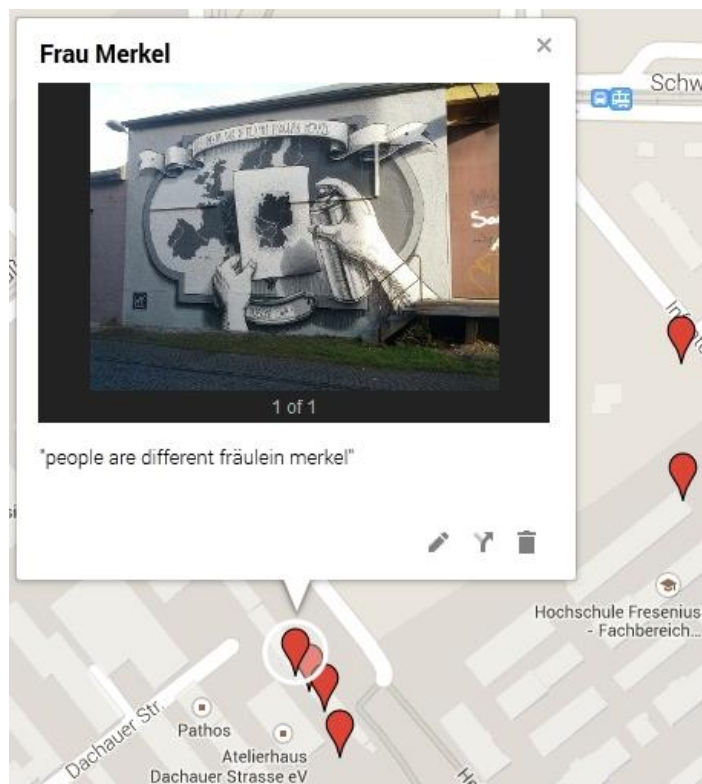 Frau Merkel
1 of 1
"people are different fräulein merkel"
Schw
Hochschule Fresenius
- Fachbereich...
Dachauer Str.
Pathos
Atelierhaus
Dachauer Strasse eV